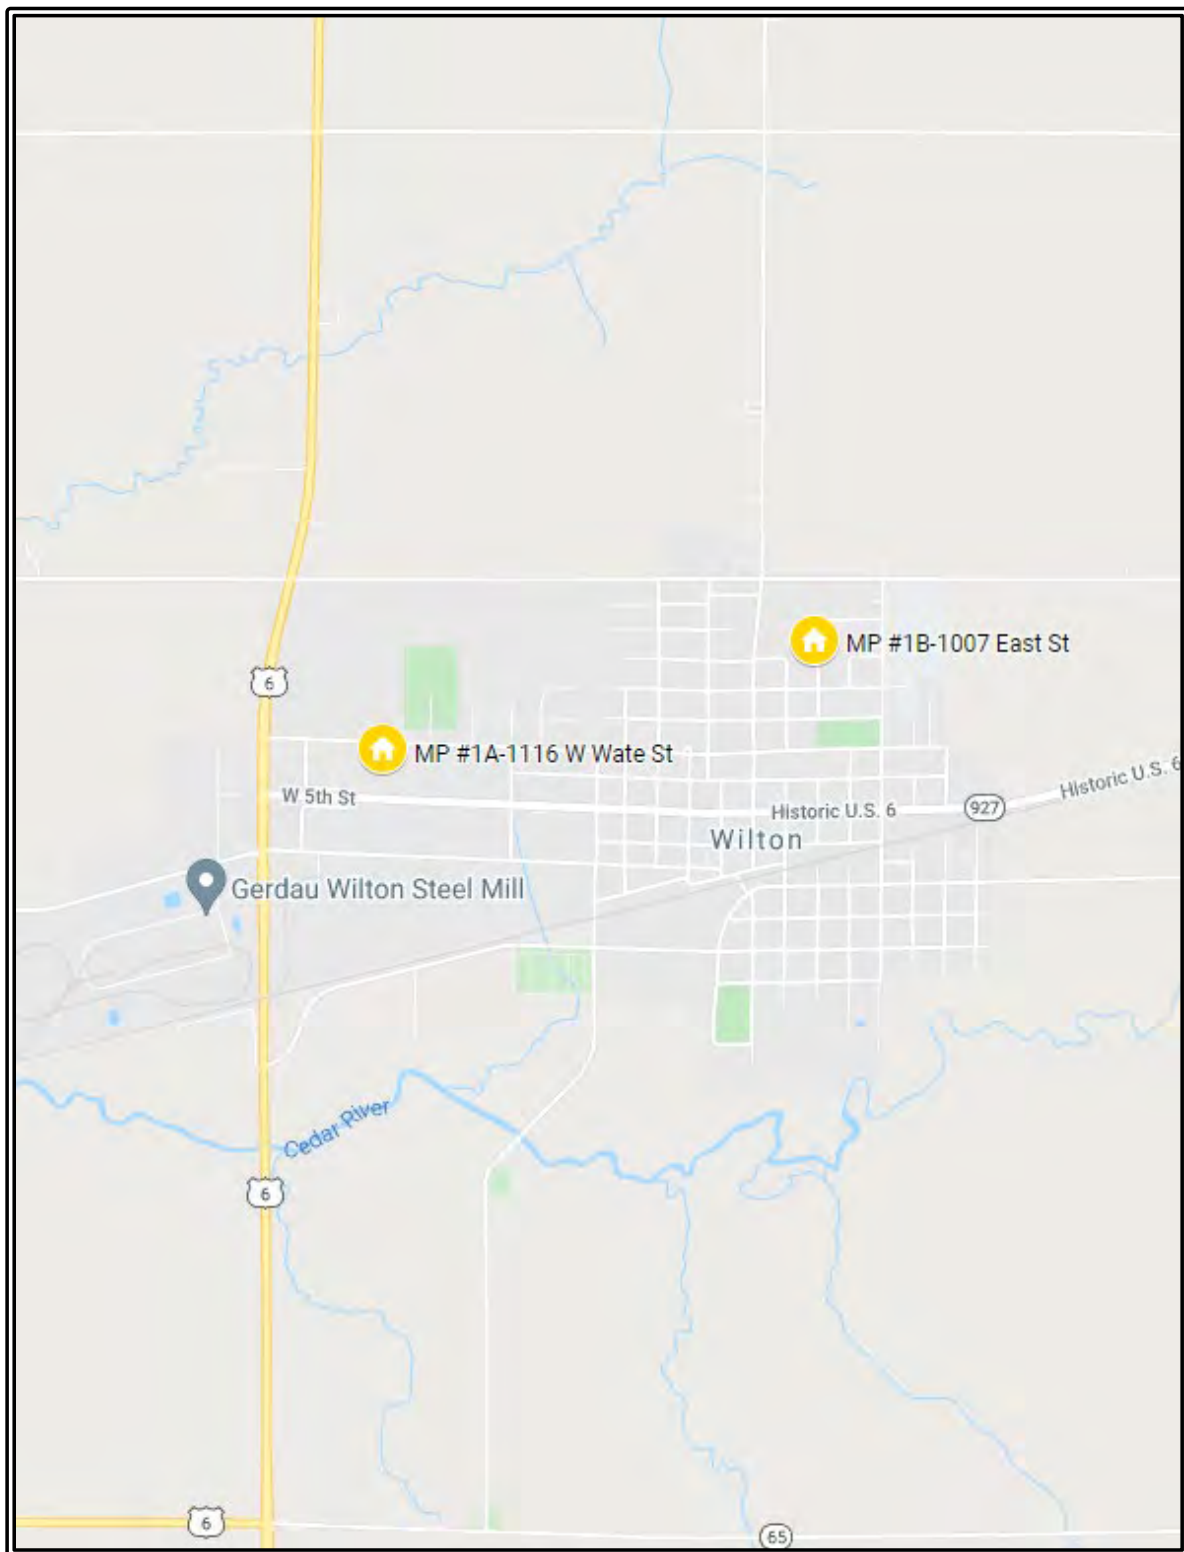 MP #1B-1007 East St
6
MP #1A-1116 W Wate St
Historic U.S. 6
W 5th St
927
Historic U.S. 6
Wilton
Gerdau Wilton Steel Mill
Cedar River
6
6
65